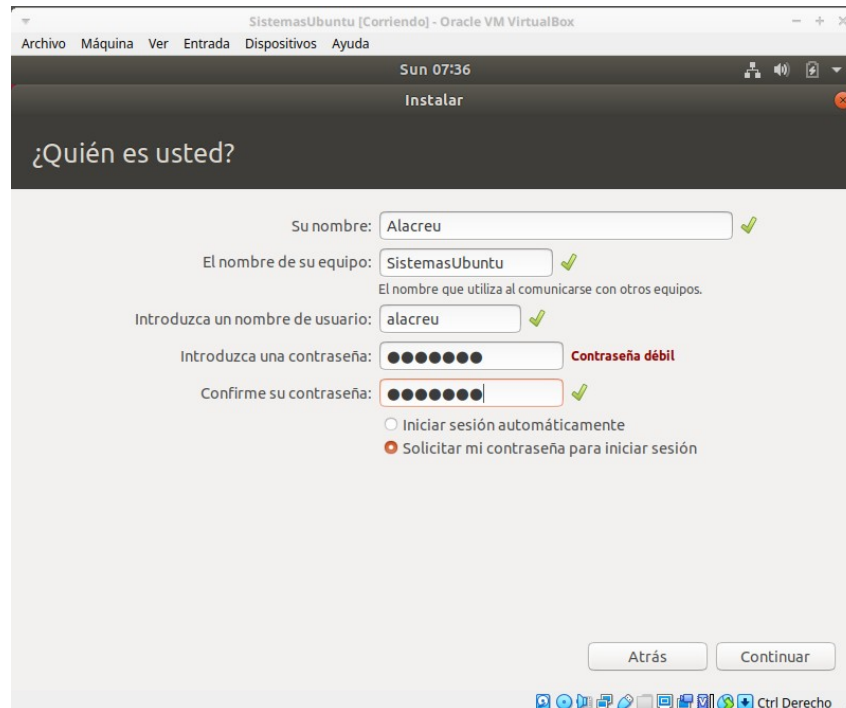 SistemasUbuntu [Corriendo] - Oracle VM VirtualBox
Archivo Máquina Ver Entrada Dispositivos Ayuda
Sun 07:36
Instalar
¿Quién es usted?
Su nombre: Alacreu
El nombre de su equipo: SistemasUbuntu
El nombre que utiliza al comunicarse con otros equipos.
Introduzca un nombre de usuario: alacreu
Introduzca una contraseña: ●●●●●●● Contraseña débil
Confirme su contraseña: ●●●●●●●
Iniciar sesión automáticamente
Solicitar mi contraseña para iniciar sesión
Atrás Continuar
Ctrl Derecho